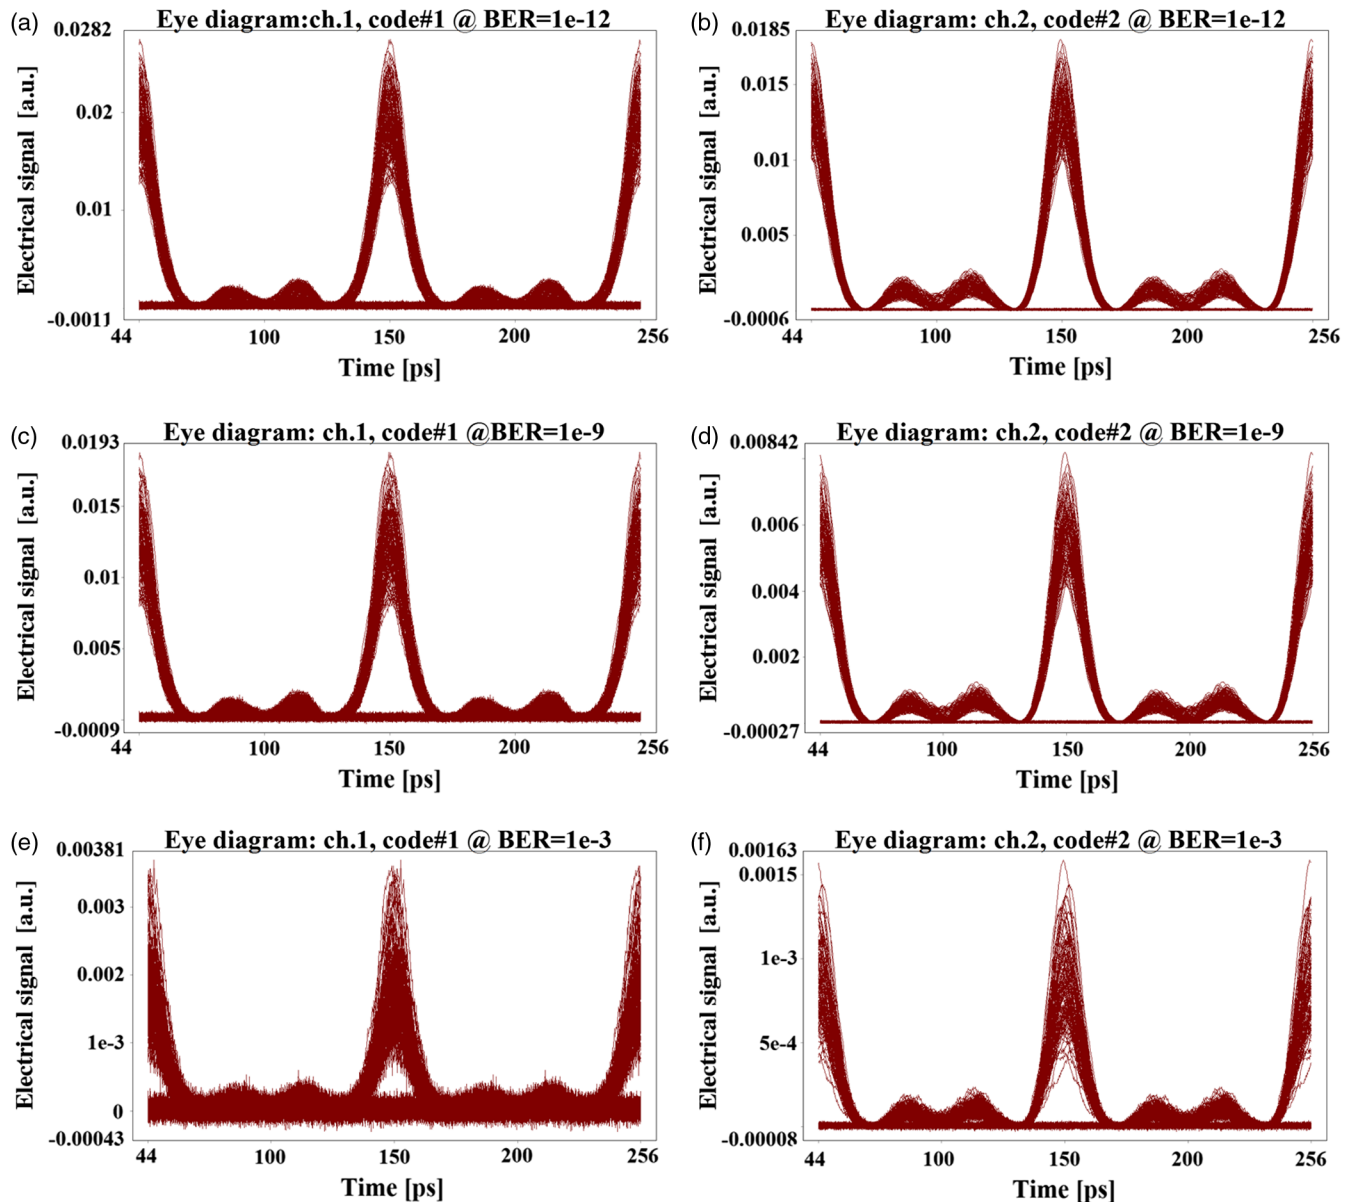 (a) Eye diagram:ch.1, code#1 @ BER=1e-12
0.0282
0.02
0.01
-0.0011
Electrical signal [a.u.]
44 100 150 200 256
Time [ps]
(b) Eye diagram: ch.2, code#2 @ BER=1e-12
0.0185
0.015
0.01
0.005
-0.0006
Electrical signal [a.u.]
44 100 150 200 256
Time [ps]
(c) Eye diagram: ch.1, code#1 @BER=1e-9
0.0193
0.015
0.01
0.005
-0.0009
Electrical signal [a.u.]
44 100 150 200 256
Time [ps]
(d) Eye diagram: ch.2, code#2 @ BER=1e-9
0.00842
0.006
0.004
0.002
-0.00027
Electrical signal [a.u.]
44 100 150 200 256
Time [ps]
(e) Eye diagram: ch.1, code#1 @ BER=1e-3
0.00381
0.003
0.002
1e-3
0
-0.00043
Electrical signal [a.u.]
44 100 150 200 256
Time [ps]
(f) Eye diagram: ch.2, code#2 @ BER=1e-3
0.00163
0.0015
1e-3
5e-4
-0.00008
Electrical signal [a.u.]
44 100 150 200 256
Time [ps]